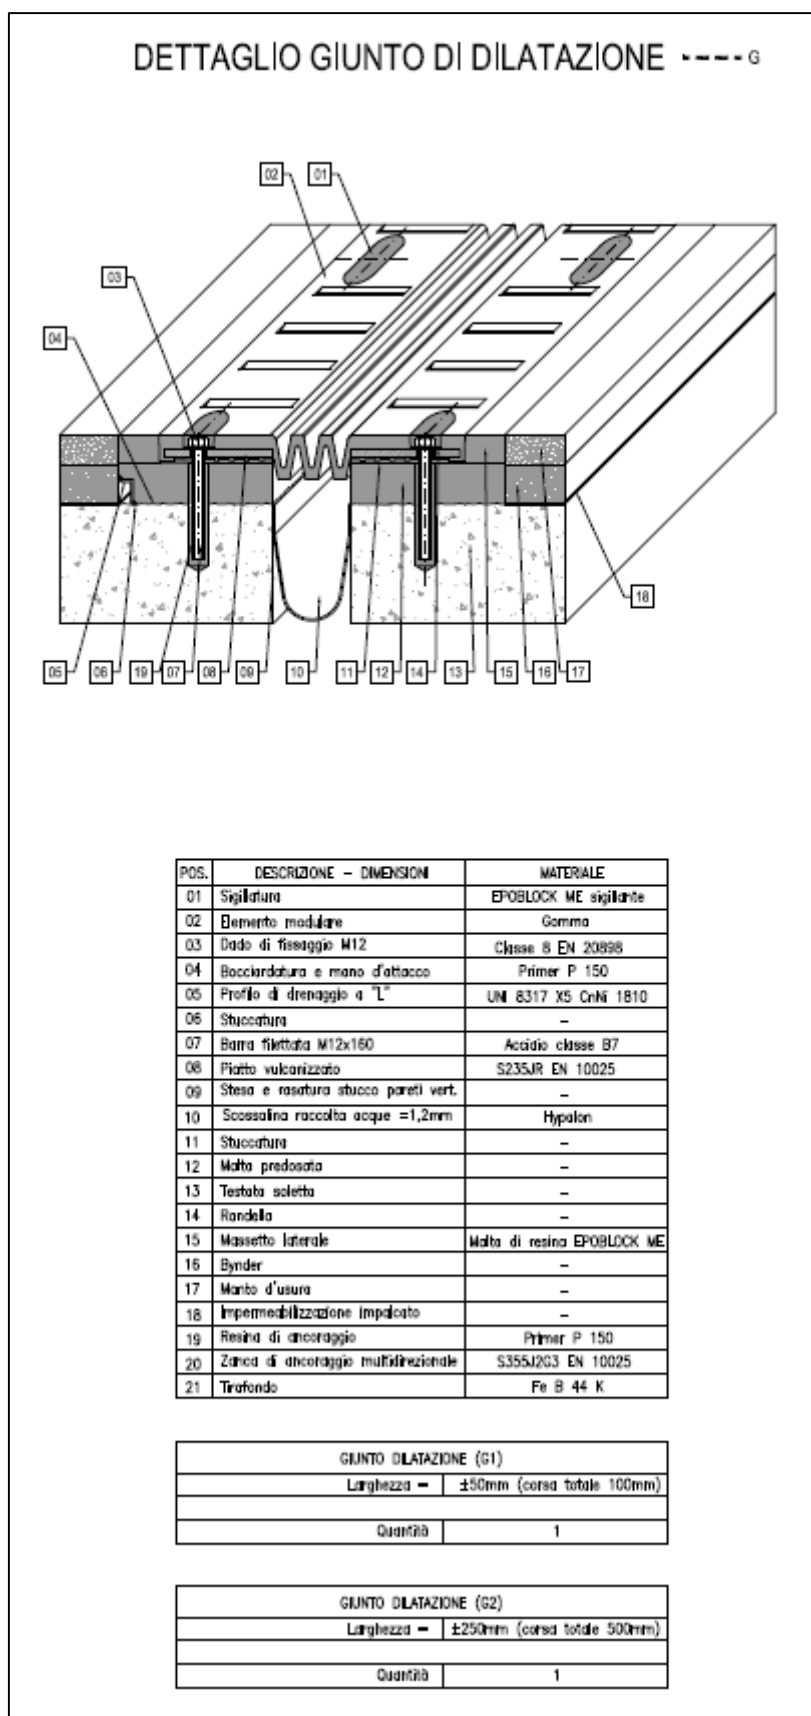 DETTAGLIO GIUNTO DI DILATAZIONE ---- G
02 01
03
04
18
05 06 19 07 08 09 10 11 12 14 13 15 16 17
POS. DESCRIZIONE - DIMENSIONI MATERIALE
01 Sigillatura EPOBLOCK ME sigillante
02 Elemento modulare Gomma
03 Dado di fissaggio M12 Classe 8 EN 20898
04 Bocciardatura e mano d'attacco Primer P 150
05 Profilo di drenaggio a "L" UNI 8317 X5 CnNi 1810
06 Stuccatura -
07 Barra filettata M12x160 Acciaio classe B7
08 Piatto vulcanizzato S235JR EN 10025
09 Stesa e rasatura stucco pareti vert. -
10 Scossalina raccolta acque =1,2mm Hypalon
11 Stuccatura -
12 Malta predosata -
13 Testata soletta -
14 Rondella -
15 Massetto laterale Malta di resina EPOBLOCK ME
16 Bynder -
17 Manto d'usura -
18 Impermeabilizzazione impalcato -
19 Resina di ancoraggio Primer P 150
20 Zanca di ancoraggio multidirezionale S355J2G3 EN 10025
21 Tirafondo Fe B 44 K
GIUNTO DILATAZIONE (G1)
Larghezza = ±50mm (corsa totale 100mm)
Quantità 1
GIUNTO DILATAZIONE (G2)
Larghezza = ±250mm (corsa totale 500mm)
Quantità 1